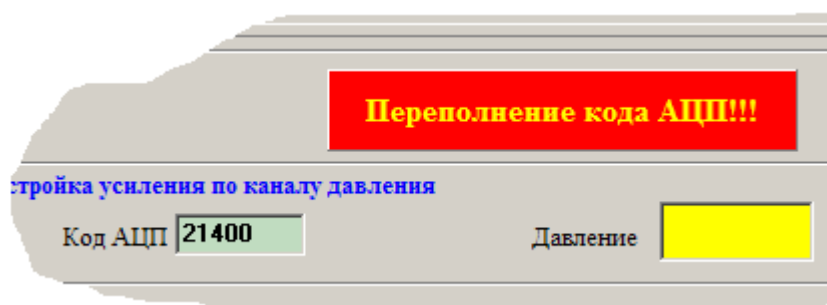 Переполнение кода АЦП!!!
стройка усиления по каналу давления
Код АЦП 21400 Давление